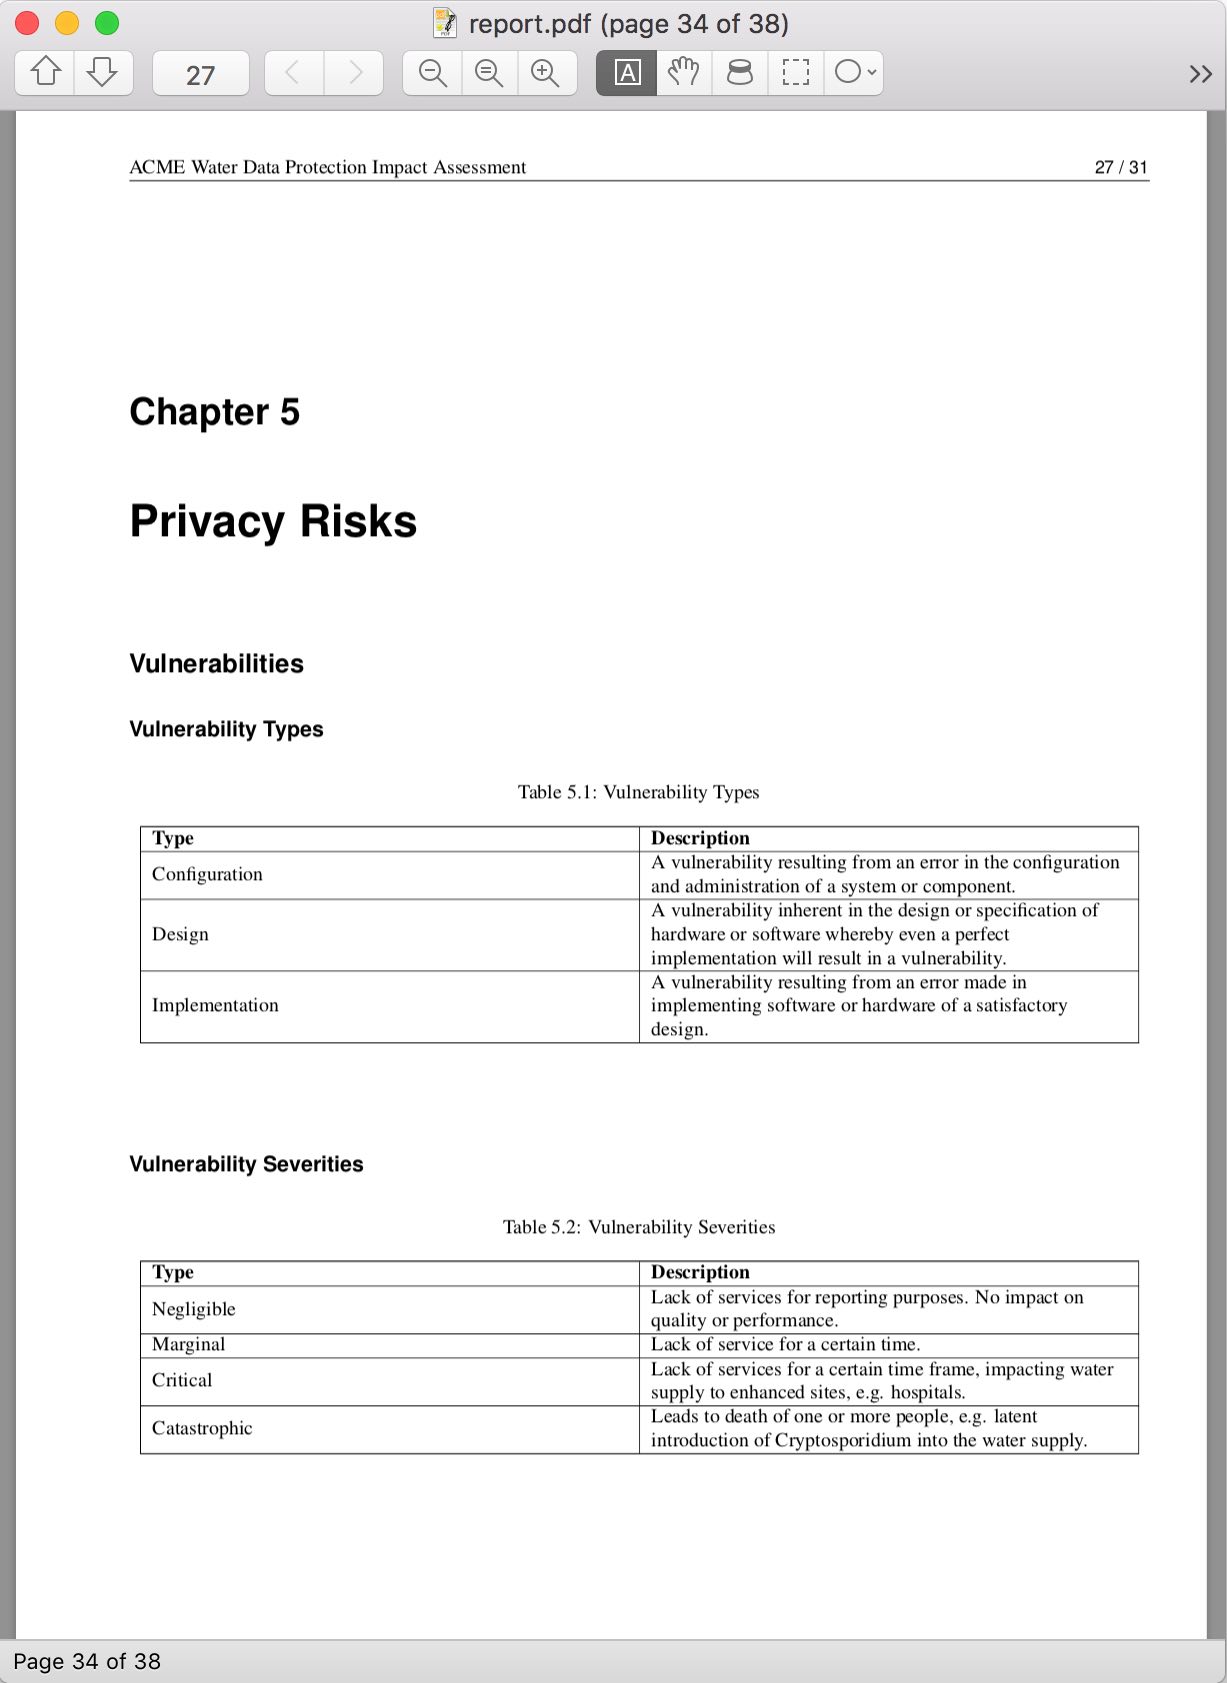 report.pdf (page 34 of 38)
27
A
ACME Water Data Protection Impact Assessment 27 / 31
Chapter 5
Privacy Risks
Vulnerabilities
Vulnerability Types
Table 5.1: Vulnerability Types
Type Description
Configuration
A vulnerability resulting from an error in the configuration
and administration of a system or component.
Design
A vulnerability inherent in the design or specification of
hardware or software whereby even a perfect
implementation will result in a vulnerability.
Implementation
A vulnerability resulting from an error made in
implementing software or hardware of a satisfactory
design.
Vulnerability Severities
Table 5.2: Vulnerability Severities
Type Description
Negligible
Lack of services for reporting purposes. No impact on
quality or performance.
Marginal Lack of service for a certain time.
Critical
Lack of services for a certain time frame, impacting water
supply to enhanced sites, e.g. hospitals.
Catastrophic
Leads to death of one or more people, e.g. latent
introduction of Cryptosporidium into the water supply.
Page 34 of 38